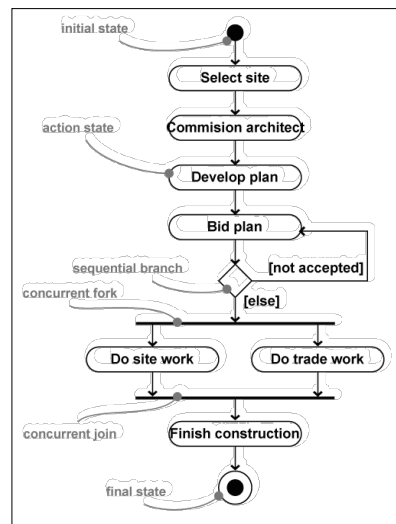 initial state
Select site
Commision architect
action state
Develop plan
Bid plan
sequential branch
[not accepted]
concurrent fork
[else]
Do site work
Do trade work
concurrent join
Finish construction
final state